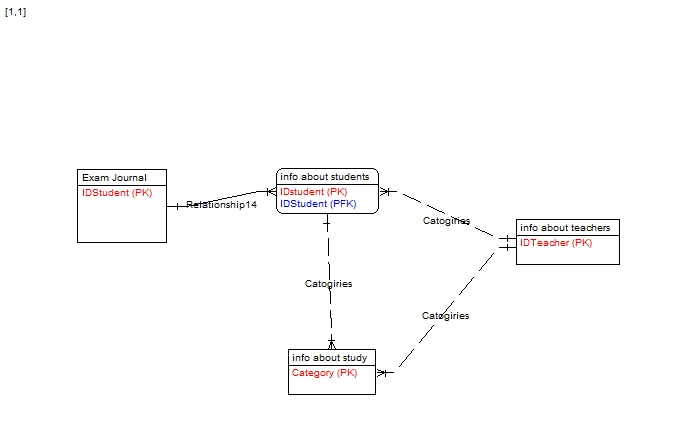 [1,1]
Exam Journal
IDStudent (PK)
Relationship14
info about students
IDstudent (PK)
IDStudent (PFK)
Catogiries
info about teachers
IDTeacher (PK)
Catogiries
Catogiries
info about study
Category (PK)